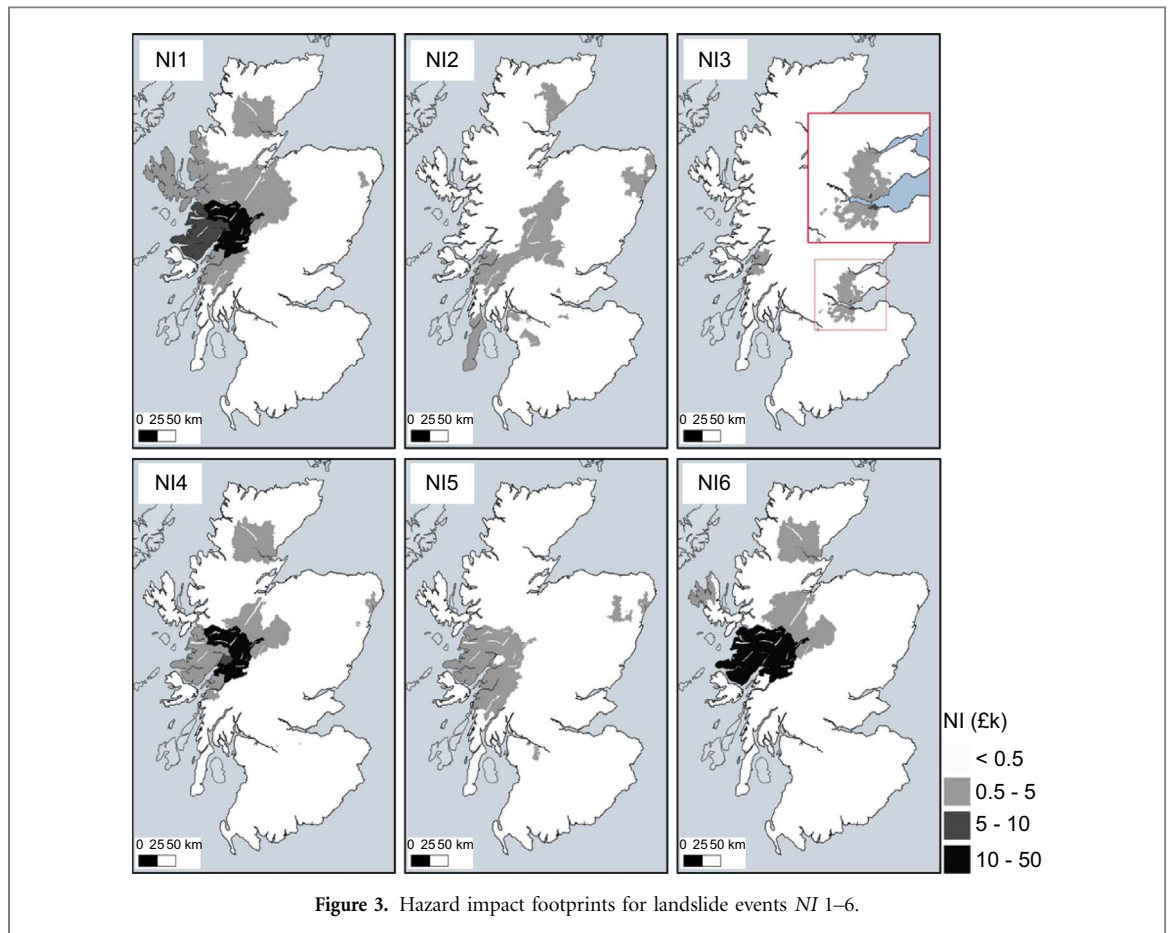 NI1
NI2
NI3
0 25 50 km
0 25 50 km
0 25 50 km
NI4
NI5
NI6
0 25 50 km
0 25 50 km
0 25 50 km
NI (£k)
< 0.5
0.5 - 5
5 - 10
10 - 50
Figure 3. Hazard impact footprints for landslide events NI 1–6.